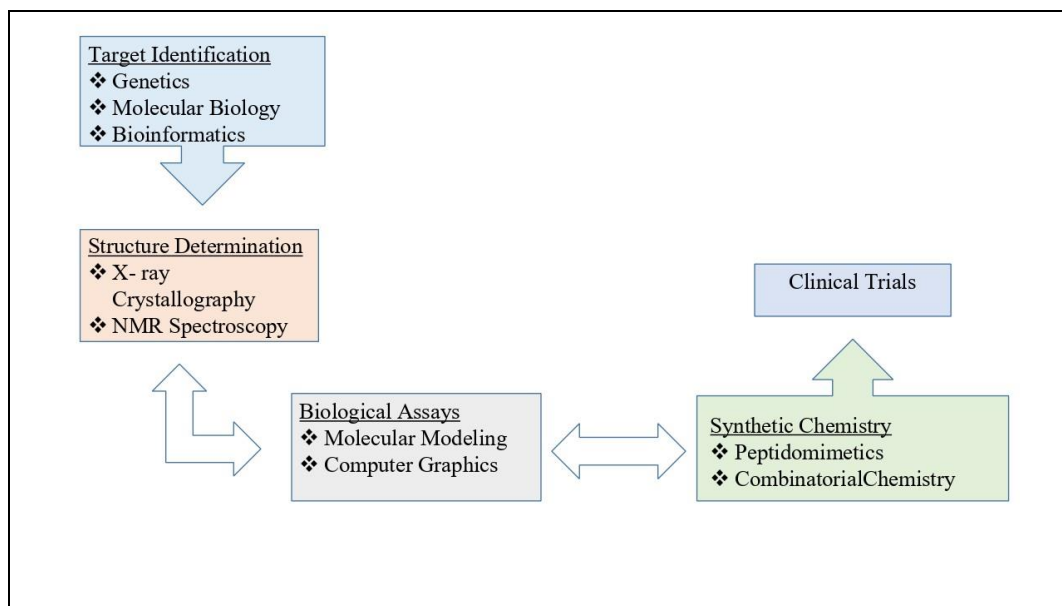 Target Identification
❖ Genetics
❖ Molecular Biology
❖ Bioinformatics
Structure Determination
❖ X- ray
Crystallography
❖ NMR Spectroscopy
Clinical Trials
Biological Assays
❖ Molecular Modeling
❖ Computer Graphics
Synthetic Chemistry
❖ Peptidomimetics
❖ CombinatorialChemistry